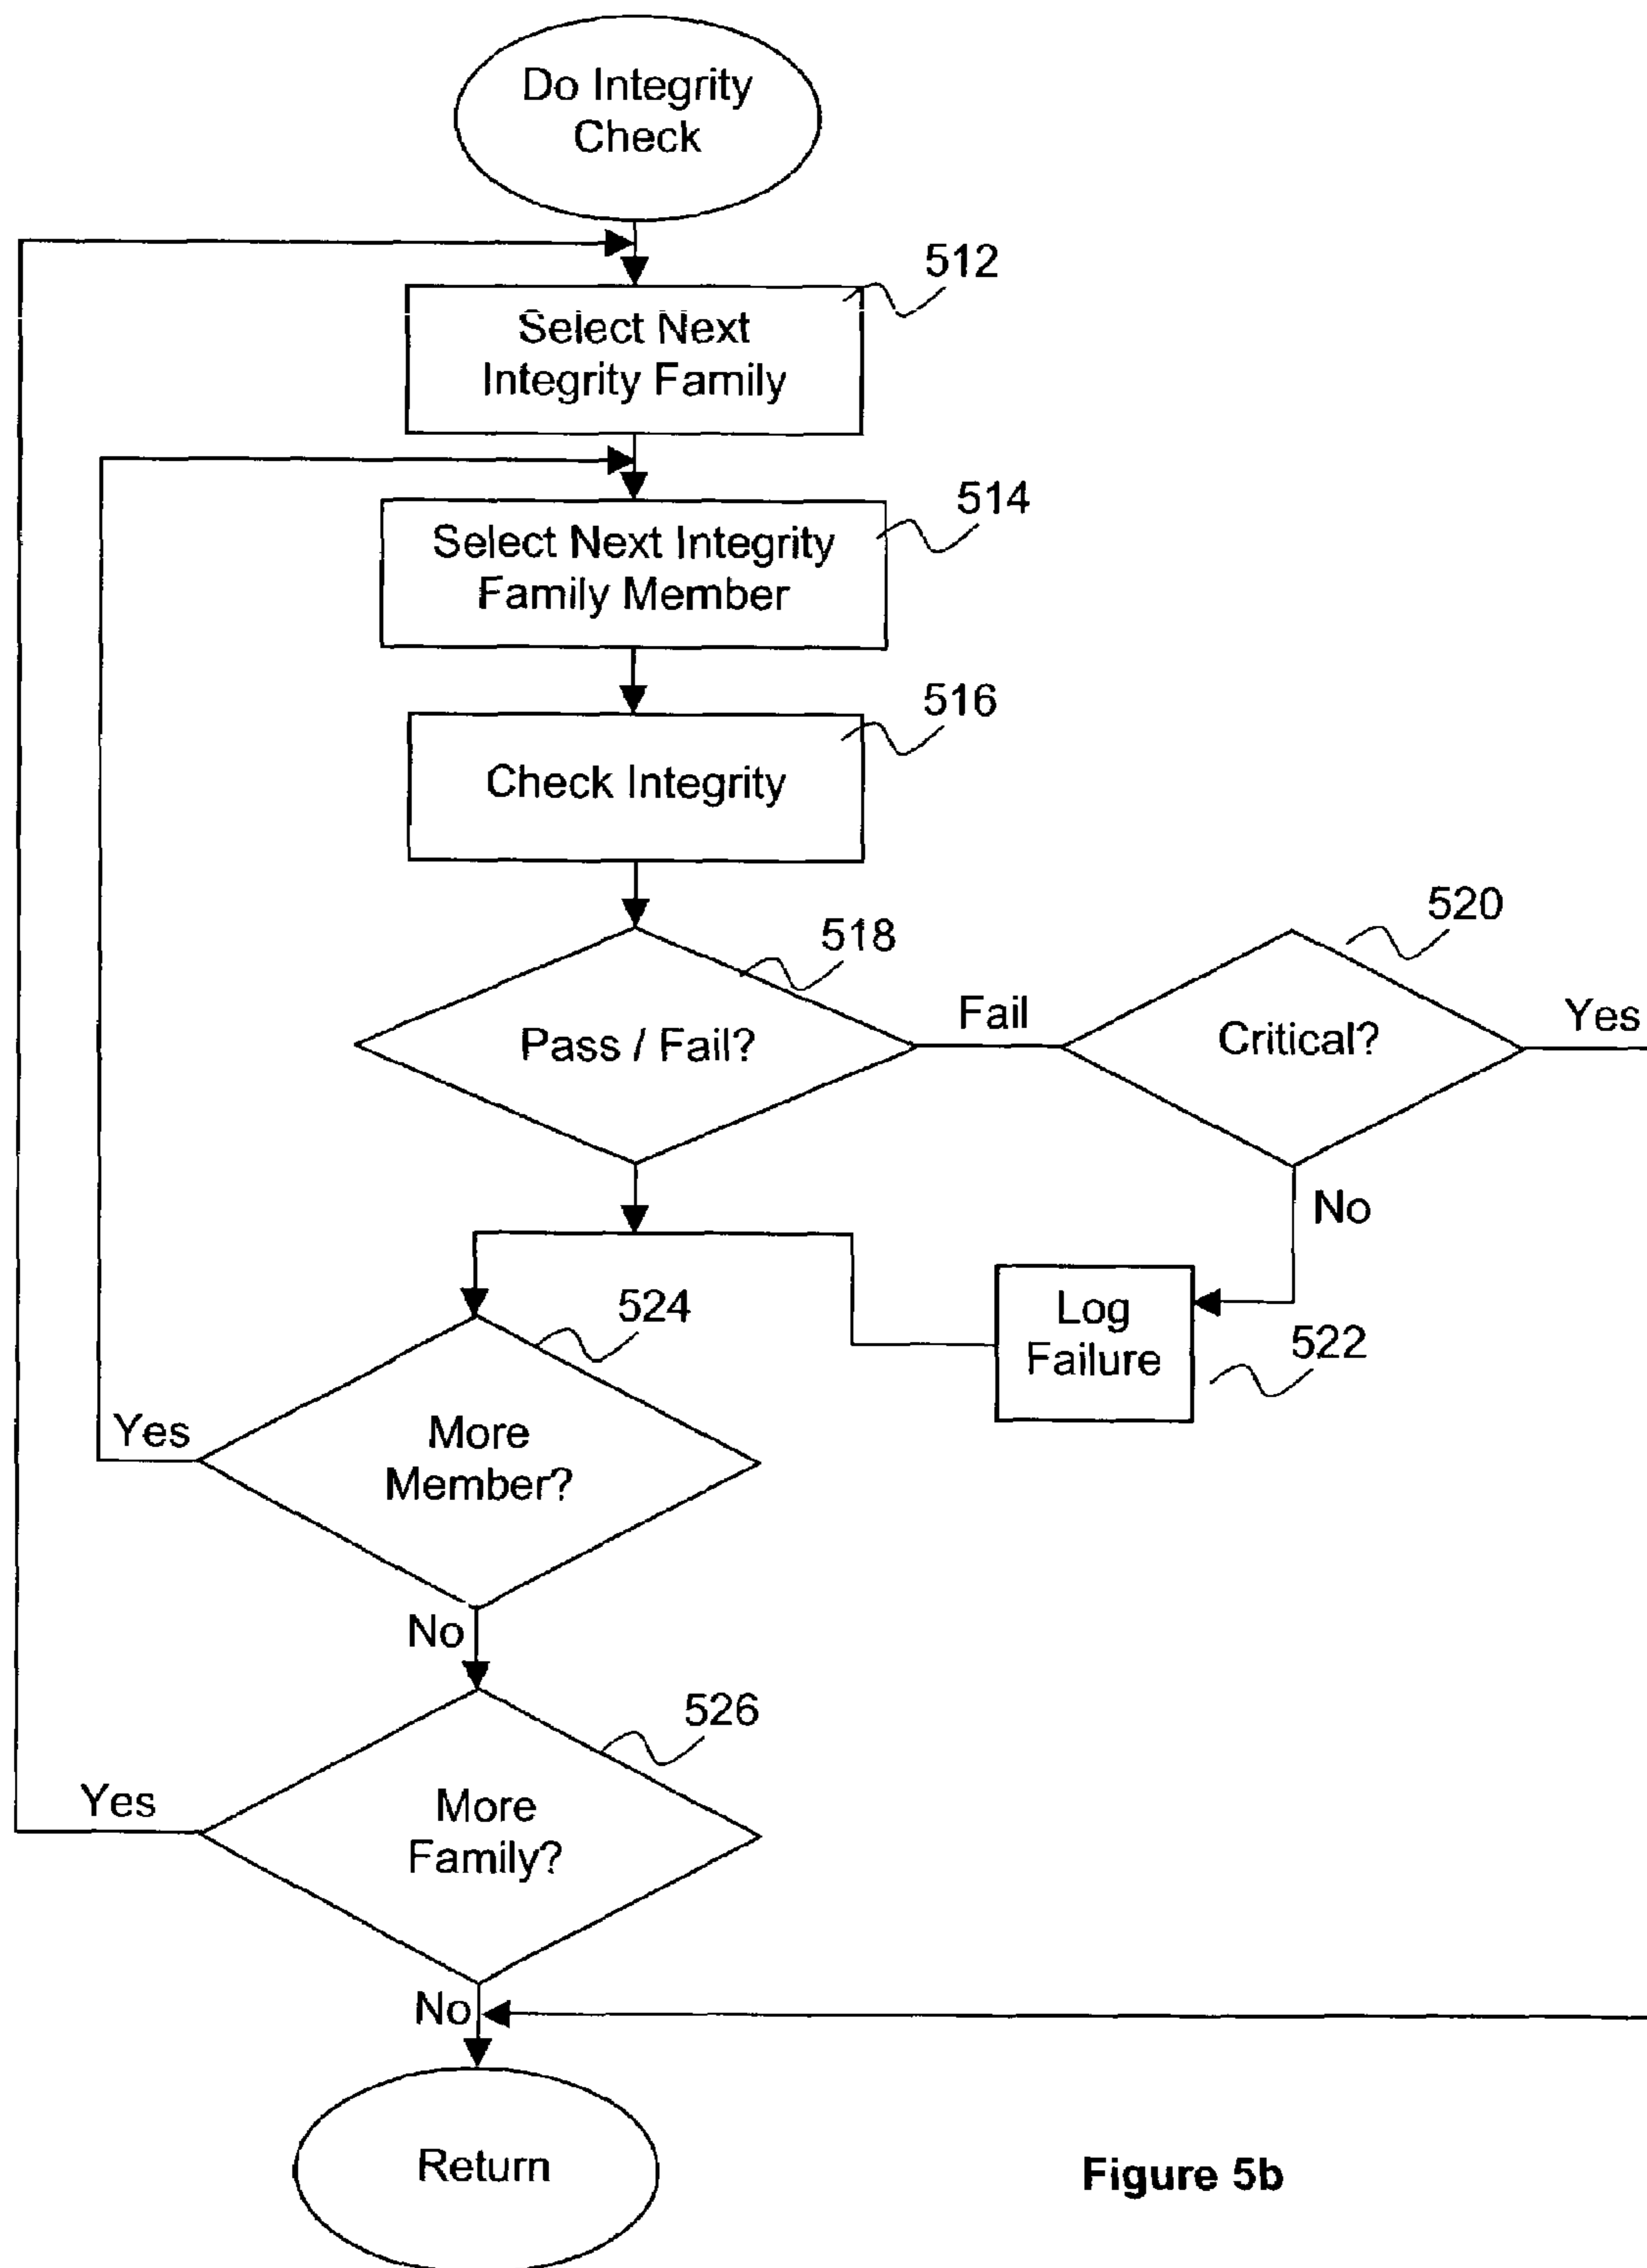 Do Integrity
Check
512
Select Next
Integrity Family
514
Select Next Integrity
Family Member
516
Check Integrity
518
Pass / Fail?
Fail
520
Critical?
Yes
No
Log
Failure
522
524
More
Member?
Yes
No
526
More
Family?
Yes
No
Return
Figure 5b